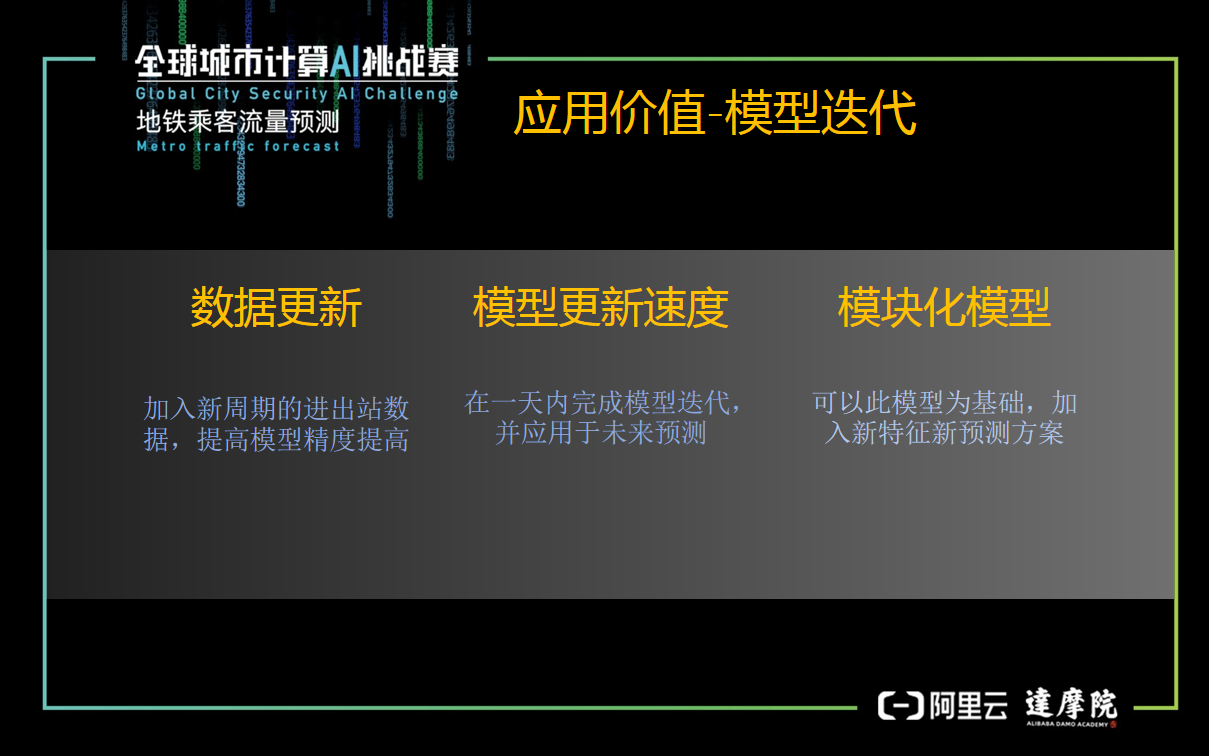 全球城市计算AI挑战赛
Global City Security AI Challenge
地铁乘客流量预测
Metro traffic forecast
应用价值-模型迭代
数据更新
加入新周期的进出站数
据，提高模型精度提高
模型更新速度
在一天内完成模型迭代，
并应用于未来预测
模块化模型
可以此模型为基础，加
入新特征新预测方案
阿里云
達摩院
ALIBABA DAMO ACADEMY